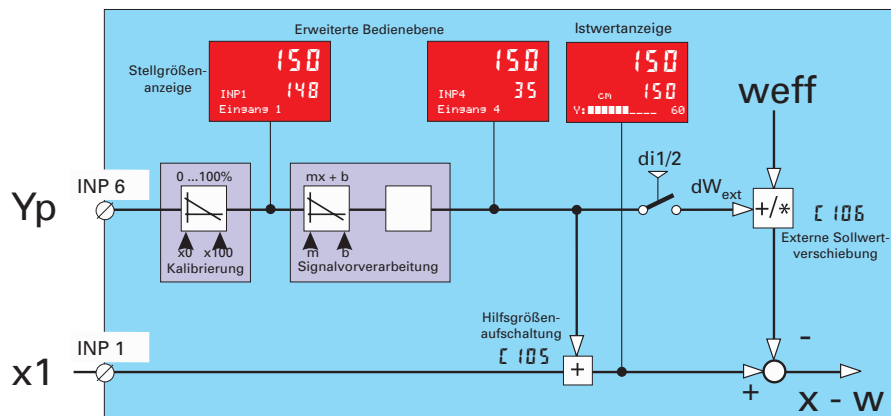 Erweiterte Bedienebene
Istwertanzeige
Stellgrößen-
anzeige
150
INP1 148
Eingang 1
150
INP4 35
Eingang 4
150
cm 150
Y: 60
weff
di1/2
dWext
+/*
C 106
Externe Sollwert-
verschiebung
Yp
INP 6
0 ...100%
x0 x100
Kalibrierung
mx + b
m b
Signalvorverarbeitung
Hilfsgrößen-
aufschaltung
C 105
+
x1
INP 1
-
+
x - w